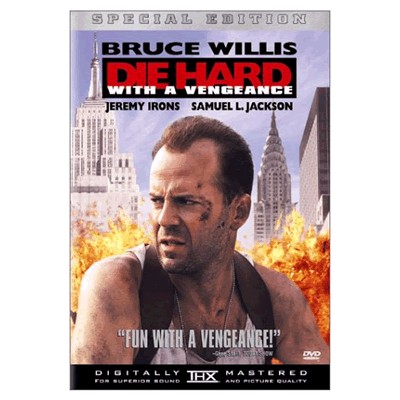 SPECIAL EDITION
BRUCE WILLIS
DIE HARD
WITH A VENGEANCE
JEREMY IRONS SAMUEL L. JACKSON
"FUN WITH A VENGEANCE!"
DVD
DIGITALLY THX MASTERED
FOR SUPERIOR SOUND AND PICTURE QUALITY